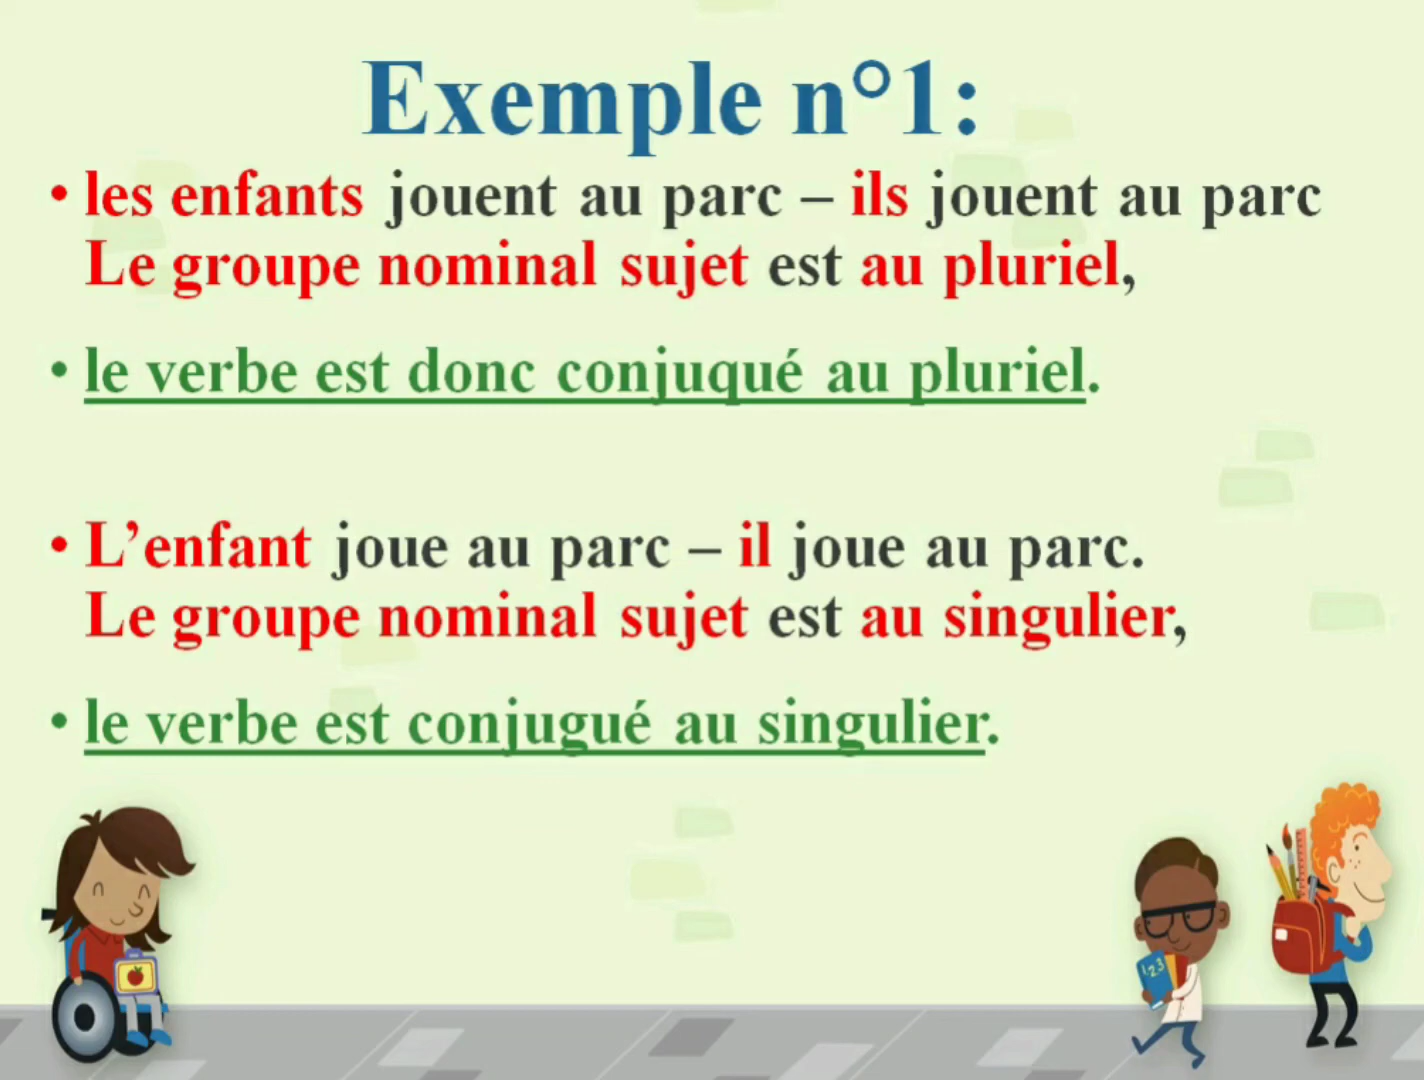 Exemple n°1:
• les enfants jouent au parc – ils jouent au parc
Le groupe nominal sujet est au pluriel,
• le verbe est donc conjuqué au pluriel.
• L’enfant joue au parc – il joue au parc.
Le groupe nominal sujet est au singulier,
• le verbe est conjugué au singulier.
123